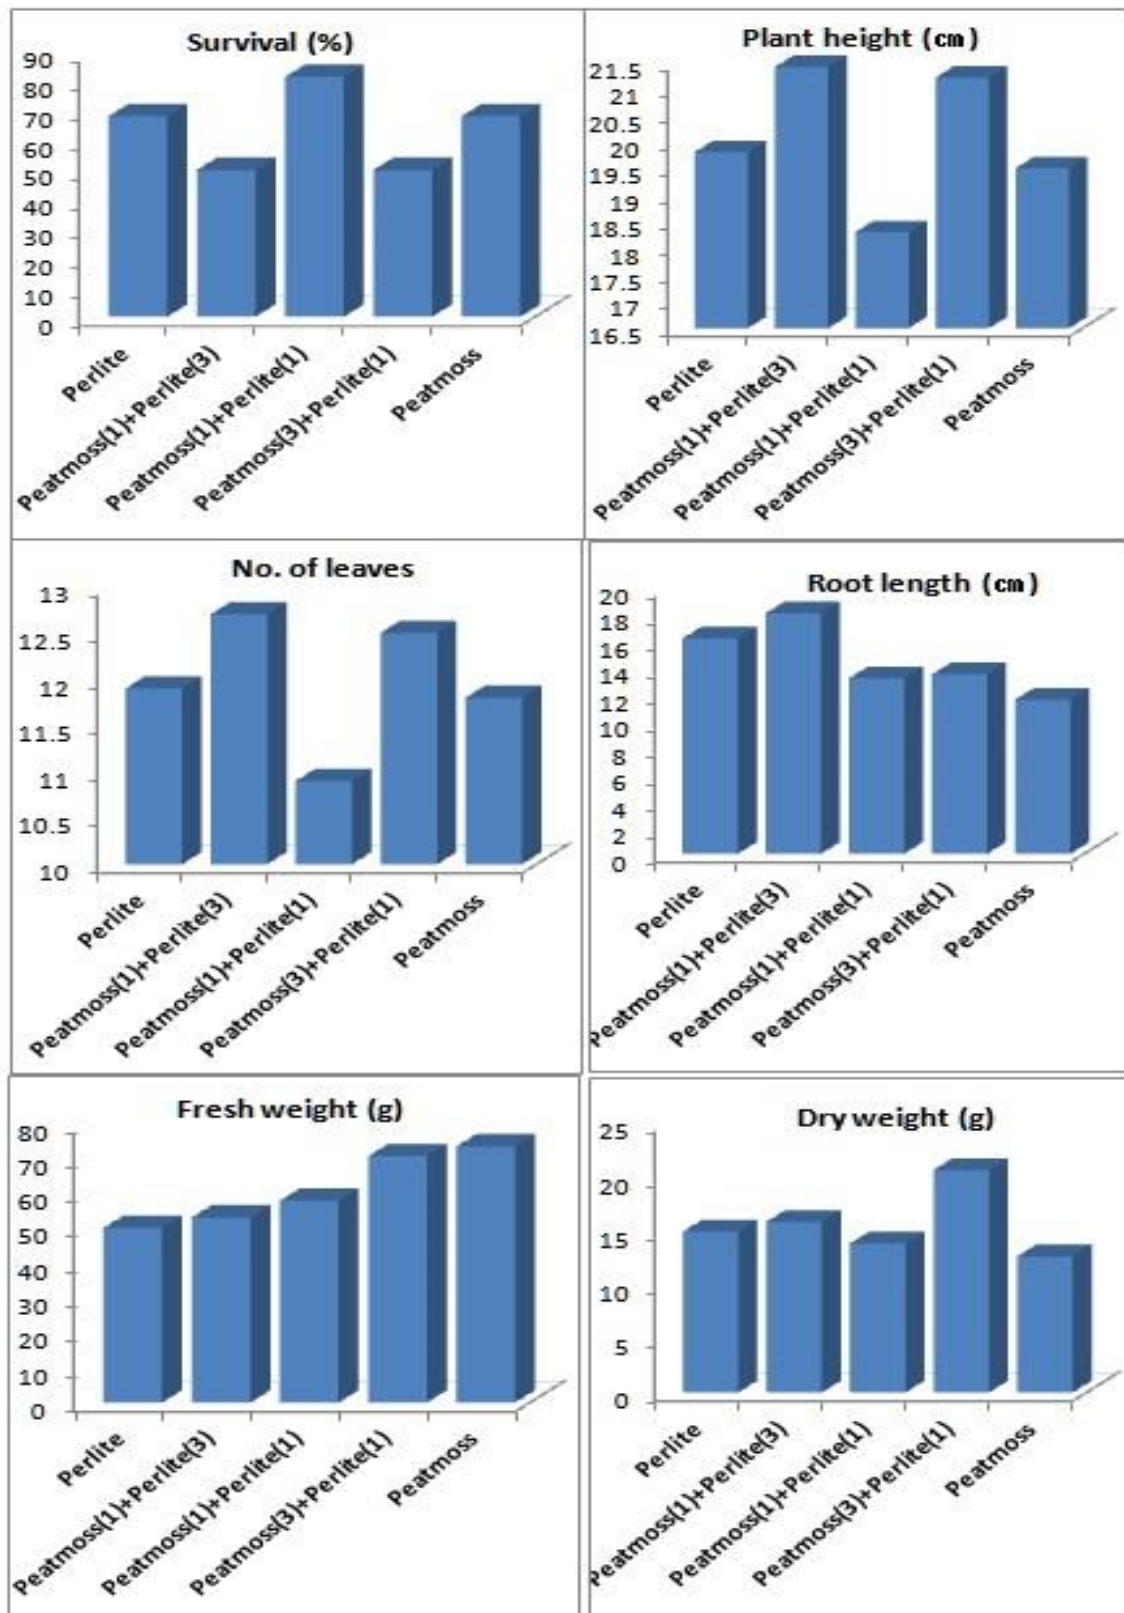 Survival (%)
90
80
70
60
50
40
30
20
10
0
Perlite
Peatmoss(1)+Perlite(3)
Peatmoss(1)+Perlite(1)
Peatmoss(3)+Perlite(1)
Peatmoss
Plant height (cm)
21.5
21
20.5
20
19.5
19
18.5
18
17.5
17
16.5
Perlite
Peatmoss(1)+Perlite(3)
Peatmoss(1)+Perlite(1)
Peatmoss(3)+Perlite(1)
Peatmoss
No. of leaves
13
12.5
12
11.5
11
10.5
10
Perlite
Peatmoss(1)+Perlite(3)
Peatmoss(1)+Perlite(1)
Peatmoss(3)+Perlite(1)
Peatmoss
Root length (cm)
20
18
16
14
12
10
8
6
4
2
0
Perlite
Peatmoss(1)+Perlite(3)
Peatmoss(1)+Perlite(1)
Peatmoss(3)+Perlite(1)
Peatmoss
Fresh weight (g)
80
70
60
50
40
30
20
10
0
Perlite
Peatmoss(1)+Perlite(3)
Peatmoss(1)+Perlite(1)
Peatmoss(3)+Perlite(1)
Peatmoss
Dry weight (g)
25
20
15
10
5
0
Perlite
Peatmoss(1)+Perlite(3)
Peatmoss(1)+Perlite(1)
Peatmoss(3)+Perlite(1)
Peatmoss